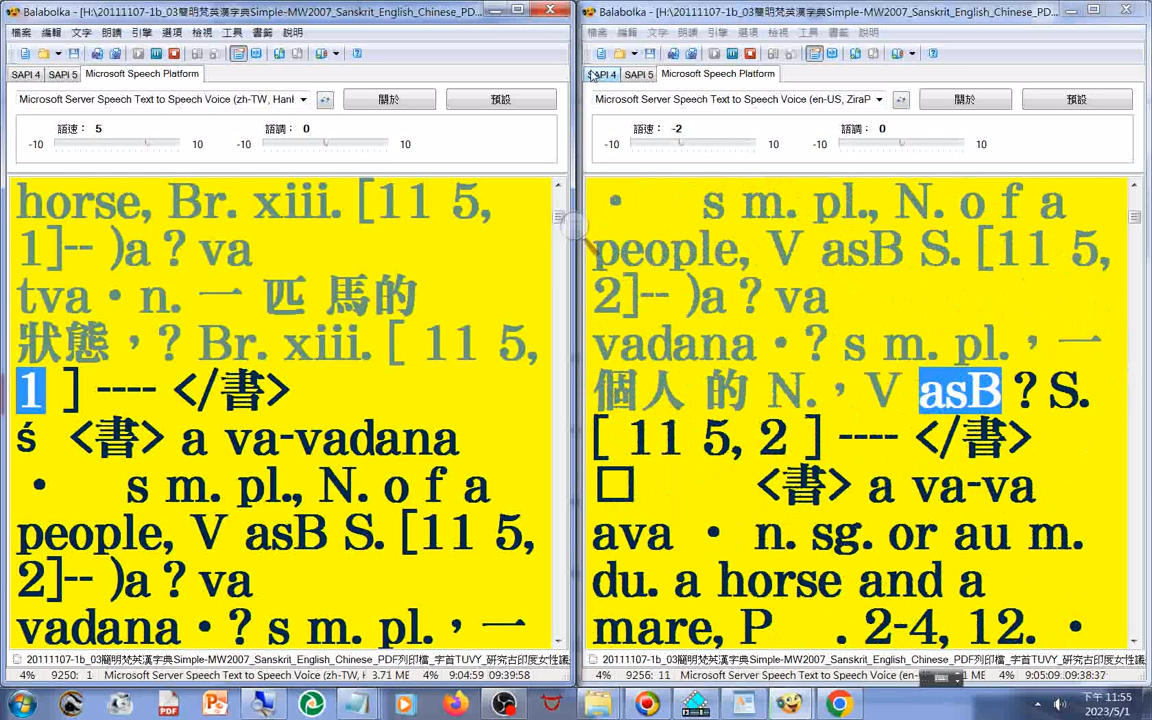 Balabolka - [H:\20111107-1b_03簡明梵英漢字典Simple-MW2007_Sanskrit_English_Chinese_PD...
檔案 編輯 文字 朗讀 引擎 選項 檢視 工具 書籤 說明
SAPI 4 SAPI 5 Microsoft Speech Platform
Microsoft Server Speech Text to Speech Voice (zh-TW, Hanl 關於 預設
語速： 5 語調： 0
-10 10 -10 10
horse, Br. xiii. [11 5,
1]-- )a ? va
tva • n. 一 匹 馬的
狀態，? Br. xiii. [ 11 5,
1 ] ---- </書>
ś <書> a va-vadana
• s m. pl., N. o f a
people, V asB S. [11 5,
2]-- )a ? va
vadana • ? s m. pl.，一
20111107-1b_03簡明梵英漢字典Simple-MW2007_Sanskrit_English_Chinese_PDF列印檔_字首TUVY_研究古印度女性議
4% 9250: 1 Microsoft Server Speech Text to Speech Voice (zh-TW, H 3.71 MB 4% 9:04:59 09:39:58
Balabolka - [H:\20111107-1b_03簡明梵英漢字典Simple-MW2007_Sanskrit_English_Chinese_PDF...
檔案 編輯 文字 朗讀 引擎 選項 檢視 工具 書籤 說明
SAPI 4 SAPI 5 Microsoft Speech Platform
Microsoft Server Speech Text to Speech Voice (en-US, ZiraP 關於 預設
語速： -2 語調： 0
-10 10 -10 10
• s m. pl., N. o f a
people, V asB S. [11 5,
2]-- )a ? va
vadana • ? s m. pl.，一
個人 的 N.，V asB ? S.
[ 11 5, 2 ] ---- </書>
□ <書> a va-va
ava • n. sg. or au m.
du. a horse and a
mare, P . 2-4, 12. •
20111107-1b_03簡明梵英漢字典Simple-MW2007_Sanskrit_English_Chinese_PDF列印檔_字首TUVY_研究古印度女性議
4% 9256: 11 Microsoft Server Speech Text to Speech Voice (en-US, 4% 9:05:09 09:38:37
下午 11:55
2023/5/1